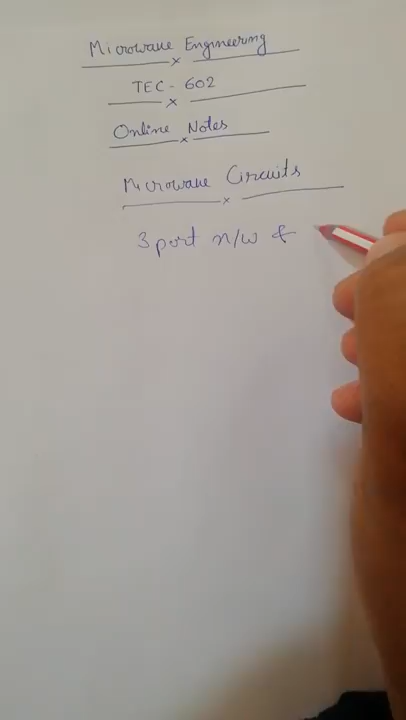 Microwave Engineering
TEC - 602
Online Notes
Microwave Circuits
3 port n/w &